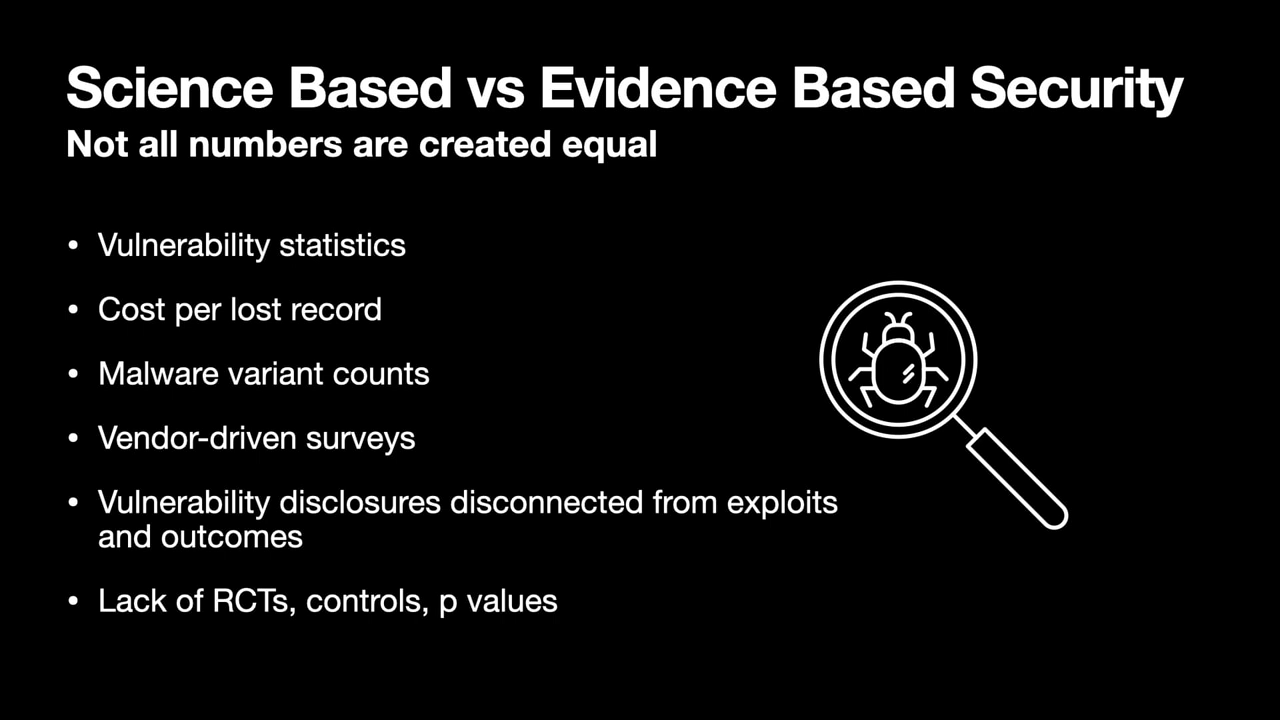 Science Based vs Evidence Based Security
Not all numbers are created equal
• Vulnerability statistics
• Cost per lost record
• Malware variant counts
• Vendor-driven surveys
• Vulnerability disclosures disconnected from exploits
and outcomes
• Lack of RCTs, controls, p values